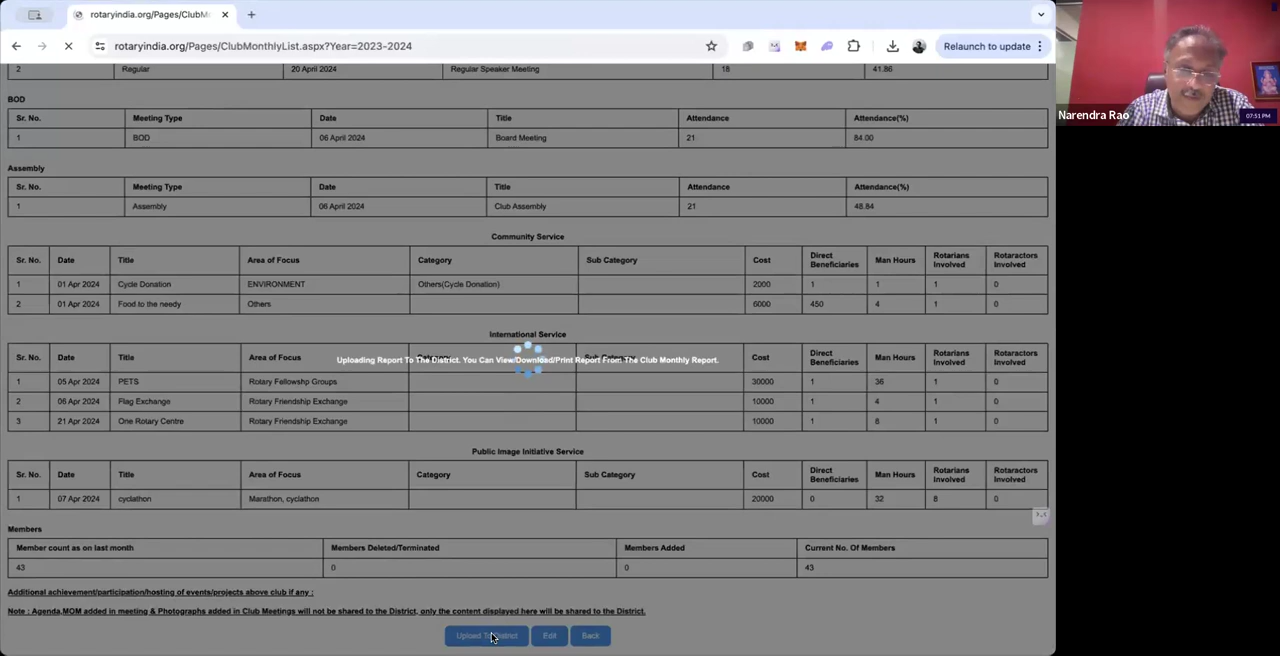 rotaryindia.org/Pages/ClubM
rotaryindia.org/Pages/ClubMonthlyList.aspx?Year=2023-2024
Relaunch to update
2 Regular 20 April 2024 Regular Speaker Meeting 18 41.86
BOD
Sr. No. Meeting Type Date Title Attendance Attendance(%)
1 BOD 06 April 2024 Board Meeting 21 84.00
Assembly
Sr. No. Meeting Type Date Title Attendance Attendance(%)
1 Assembly 06 April 2024 Club Assembly 21 48.84
Community Service
Sr. No. Date Title Area of Focus Category Sub Category Cost Direct Beneficiaries Man Hours Rotarians Involved Rotaractors Involved
1 01 Apr 2024 Cycle Donation ENVIRONMENT Others(Cycle Donation) 2000 1 1 1 0
2 01 Apr 2024 Food to the needy Others 6000 450 4 1 0
International Service
Sr. No. Date Title Area of Focus Category Sub Category Cost Direct Beneficiaries Man Hours Rotarians Involved Rotaractors Involved
Uploading Report To The District. You Can View/Download/Print Report From The Club Monthly Report.
1 05 Apr 2024 PETS Rotary Fellowship Groups 30000 1 36 1 0
2 06 Apr 2024 Flag Exchange Rotary Friendship Exchange 10000 1 4 1 0
3 21 Apr 2024 One Rotary Centre Rotary Friendship Exchange 10000 1 8 1 0
Public Image Initiative Service
Sr. No. Date Title Area of Focus Category Sub Category Cost Direct Beneficiaries Man Hours Rotarians Involved Rotaractors Involved
1 07 Apr 2024 cyclathon Marathon, cyclathon 20000 0 32 8 0
Members
Member count as on last month Members Deleted/Terminated Members Added Current No. Of Members
43 0 0 43
Additional achievement/participation/hosting of events/projects above club if any :
Note : Agenda,MOM added in meeting & Photographs added in Club Meetings will not be shared to the District, only the content displayed here will be shared to the District.
Upload To District Edit Back
Narendra Rao
07:51 PM